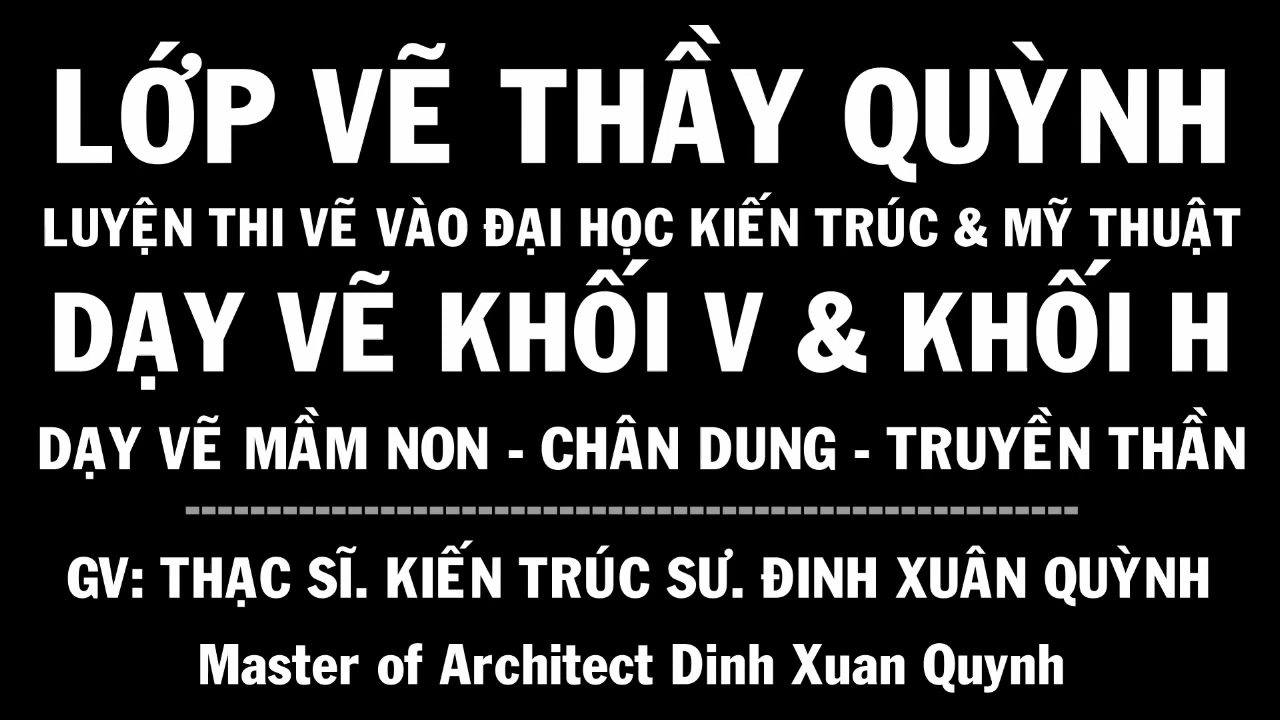 LỚP VẼ THẦY QUỲNH
LUYỆN THI VẼ VÀO ĐẠI HỌC KIẾN TRÚC & MỸ THUẬT
DẠY VẼ KHỐI V & KHỐI H
DẠY VẼ MẦM NON - CHÂN DUNG - TRUYỀN THẦN
GV: THẠC SĨ. KIẾN TRÚC SƯ. ĐINH XUÂN QUỲNH
Master of Architect Dinh Xuan Quynh